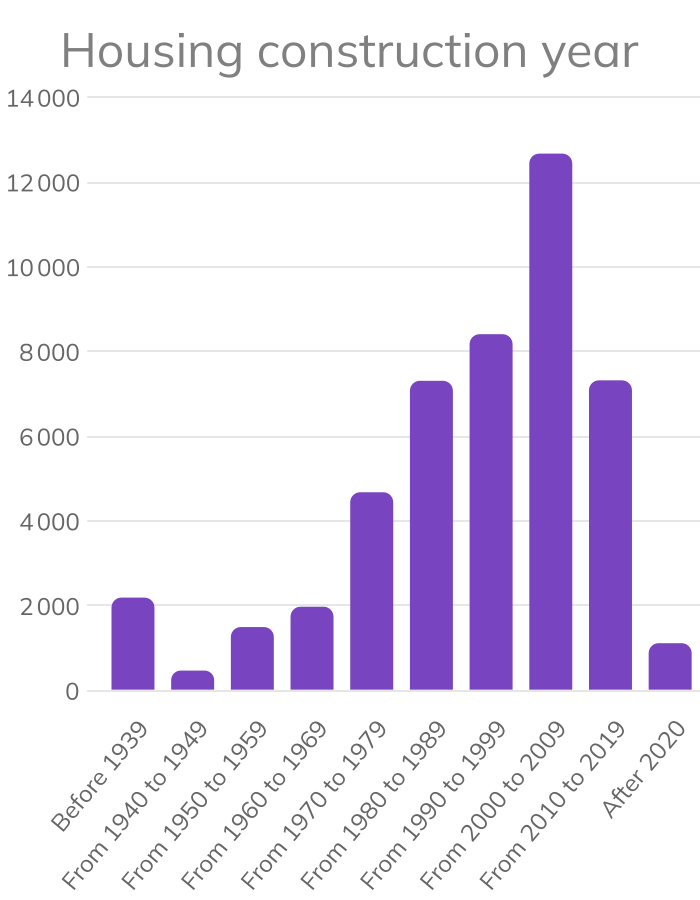 Housing construction year
14 000
12 000
10 000
8 000
6 000
4 000
2 000
0
Before 1939
From 1940 to 1949
From 1950 to 1959
From 1960 to 1969
From 1970 to 1979
From 1980 to 1989
From 1990 to 1999
From 2000 to 2009
From 2010 to 2019
After 2020